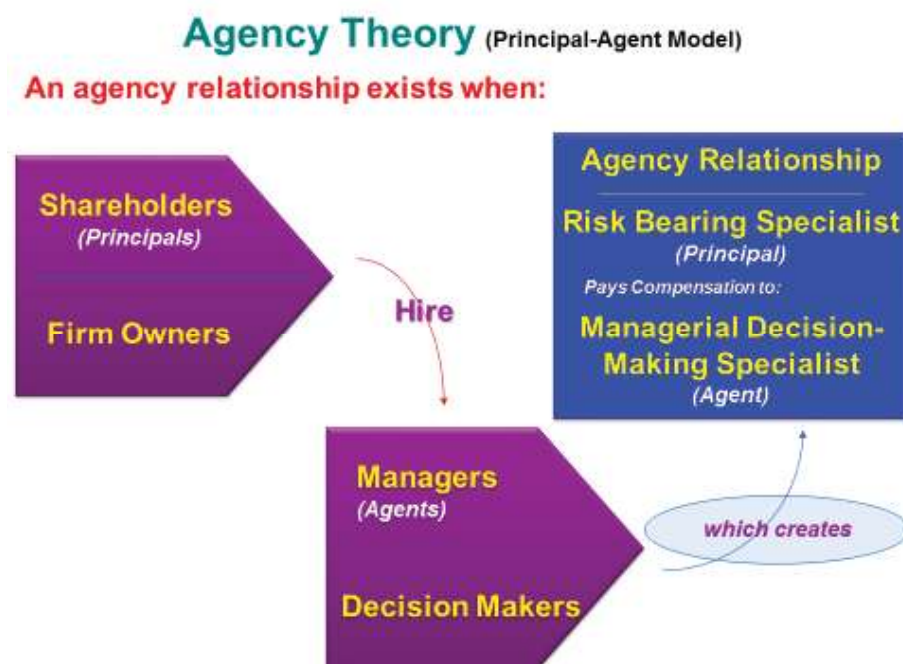 Agency Theory (Principal-Agent Model)
An agency relationship exists when:
Shareholders
(Principals)
Firm Owners
Hire
Managers
(Agents)
Decision Makers
which creates
Agency Relationship
Risk Bearing Specialist
(Principal)
Pays Compensation to:
Managerial Decision-
Making Specialist
(Agent)